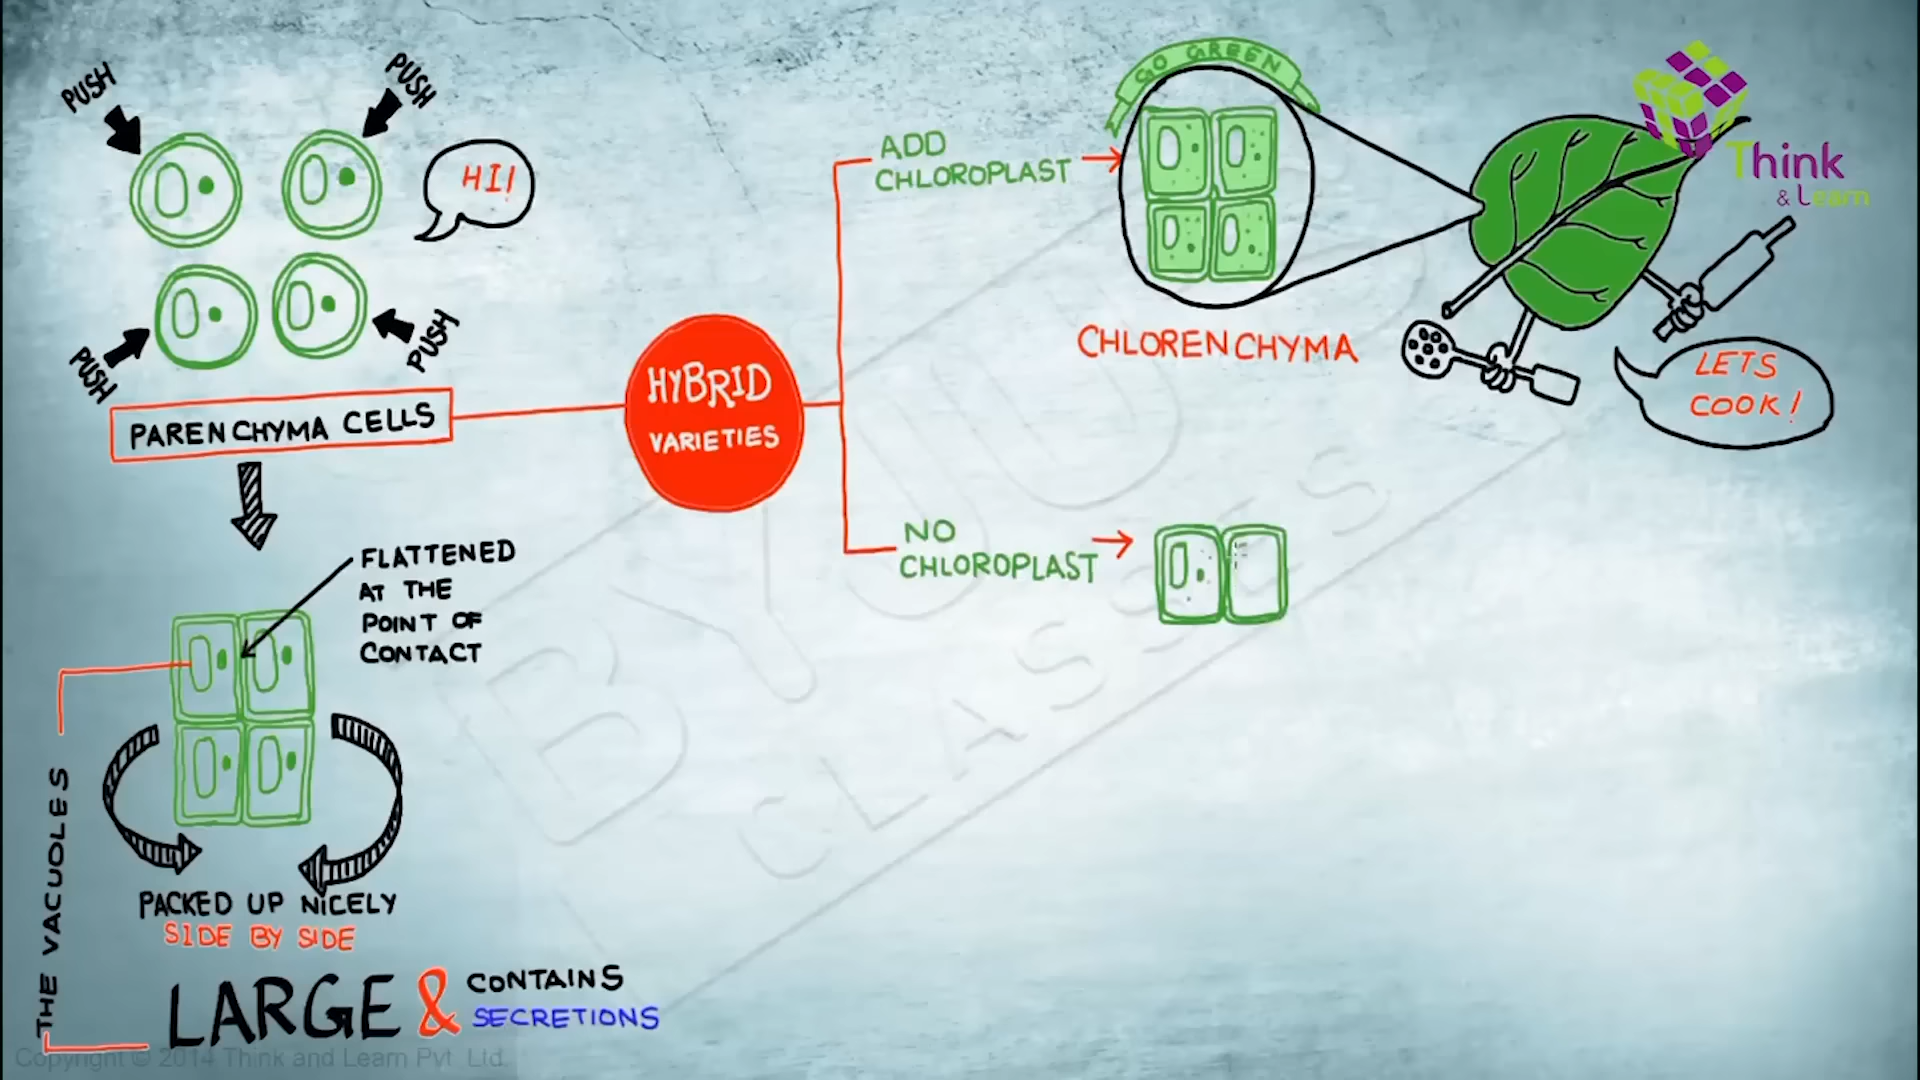 PUSH
PUSH
HI!
PUSH
PUSH
PARENCHYMA CELLS
FLATTENED
AT THE
POINT OF
CONTACT
THE VACUOLES
PACKED UP NICELY
SIDE BY SIDE
LARGE & CONTAINS
SECRETIONS
HYBRID
VARIETIES
ADD
CHLOROPLAST
GO GREEN
CHLORENCHYMA
LETS
COOK!
NO
CHLOROPLAST
Think
& Learn
BYJU'S
CLASSES
Copyright © 2014 Think and Learn Pvt. Ltd.